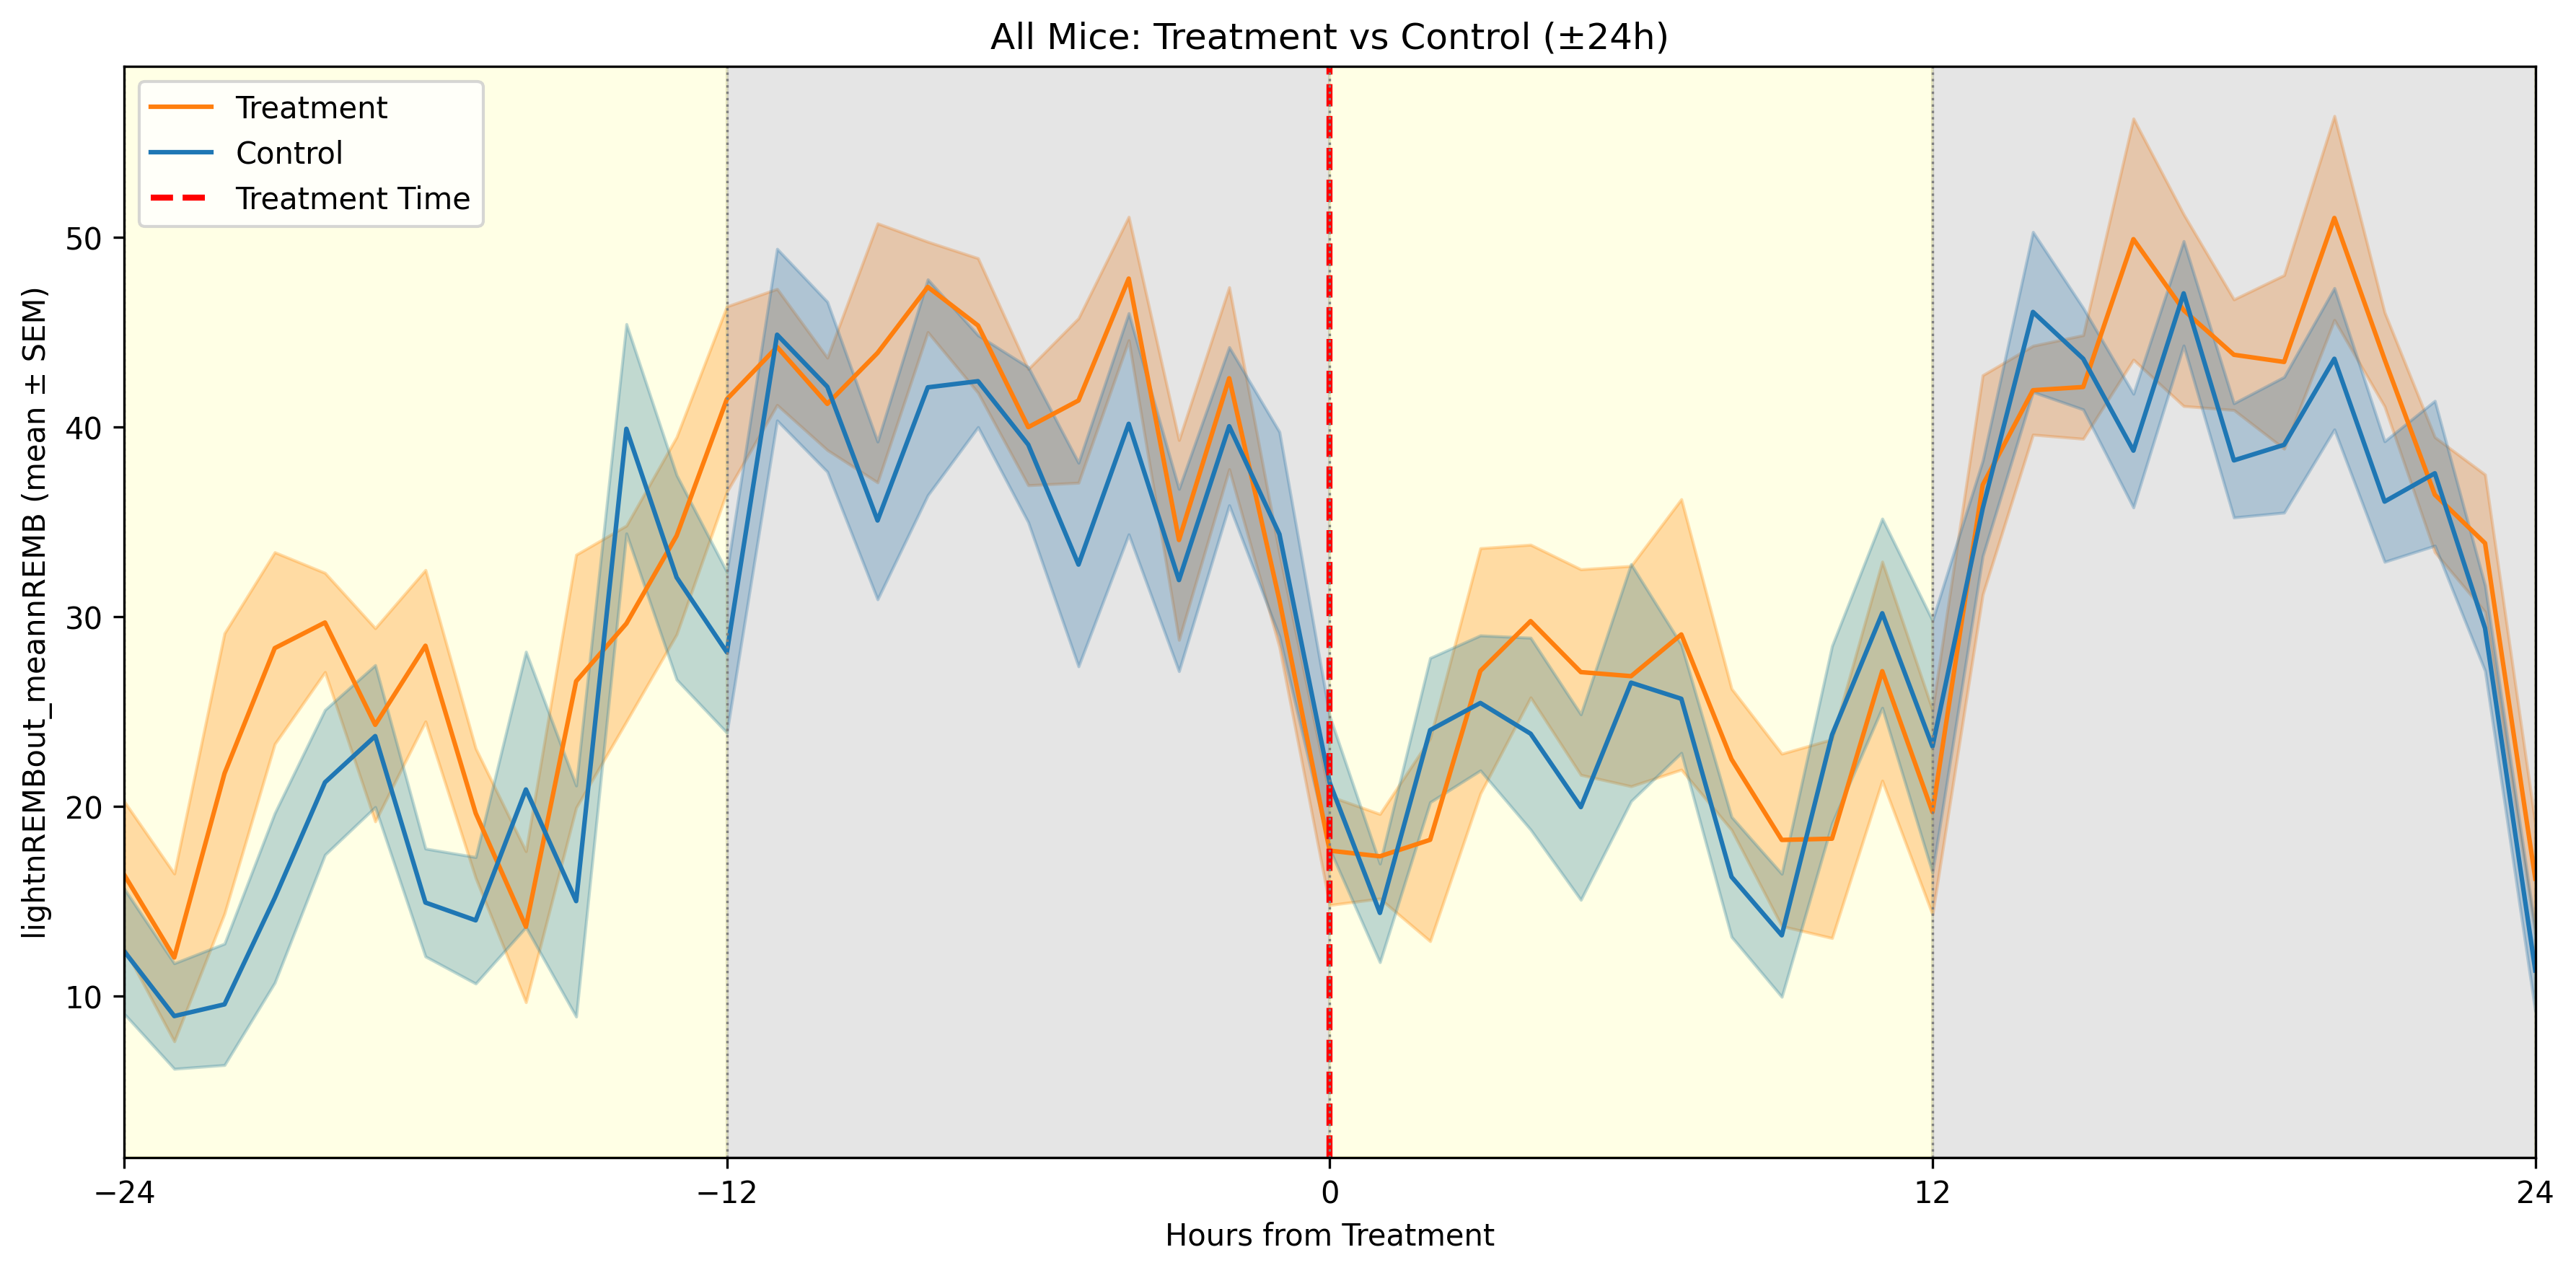 All Mice: Treatment vs Control (±24h)
Treatment
Control
Treatment Time
lightnREMBout_meannREMB (mean ± SEM)
50
40
30
20
10
−24
−12
0
12
24
Hours from Treatment